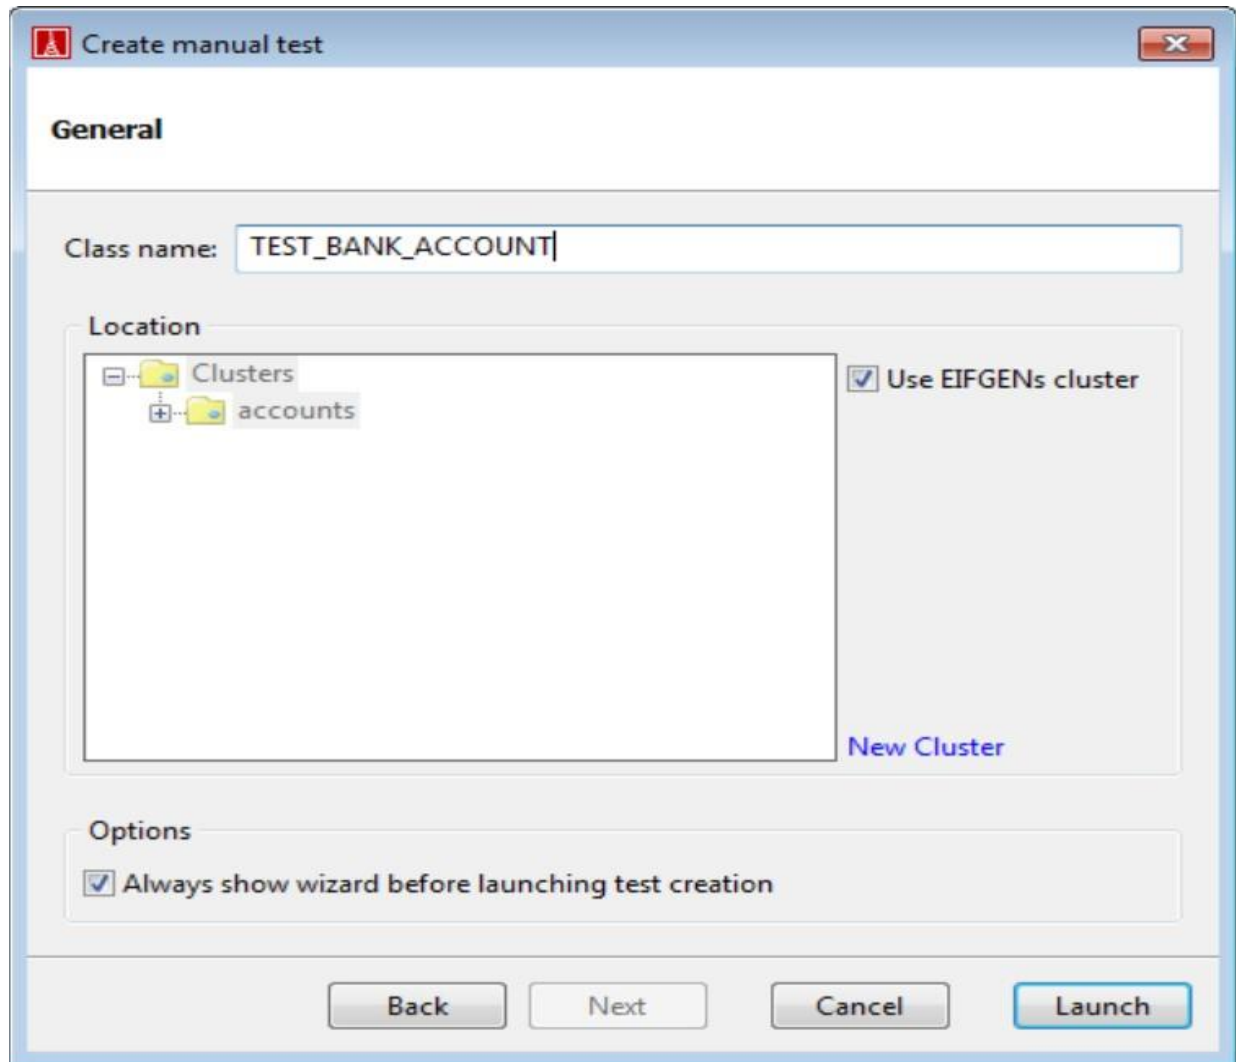 Create manual test
General
Class name: TEST_BANK_ACCOUNT
Location
Clusters
accounts
Use EIFGENs cluster
New Cluster
Options
Always show wizard before launching test creation
Back Next Cancel Launch